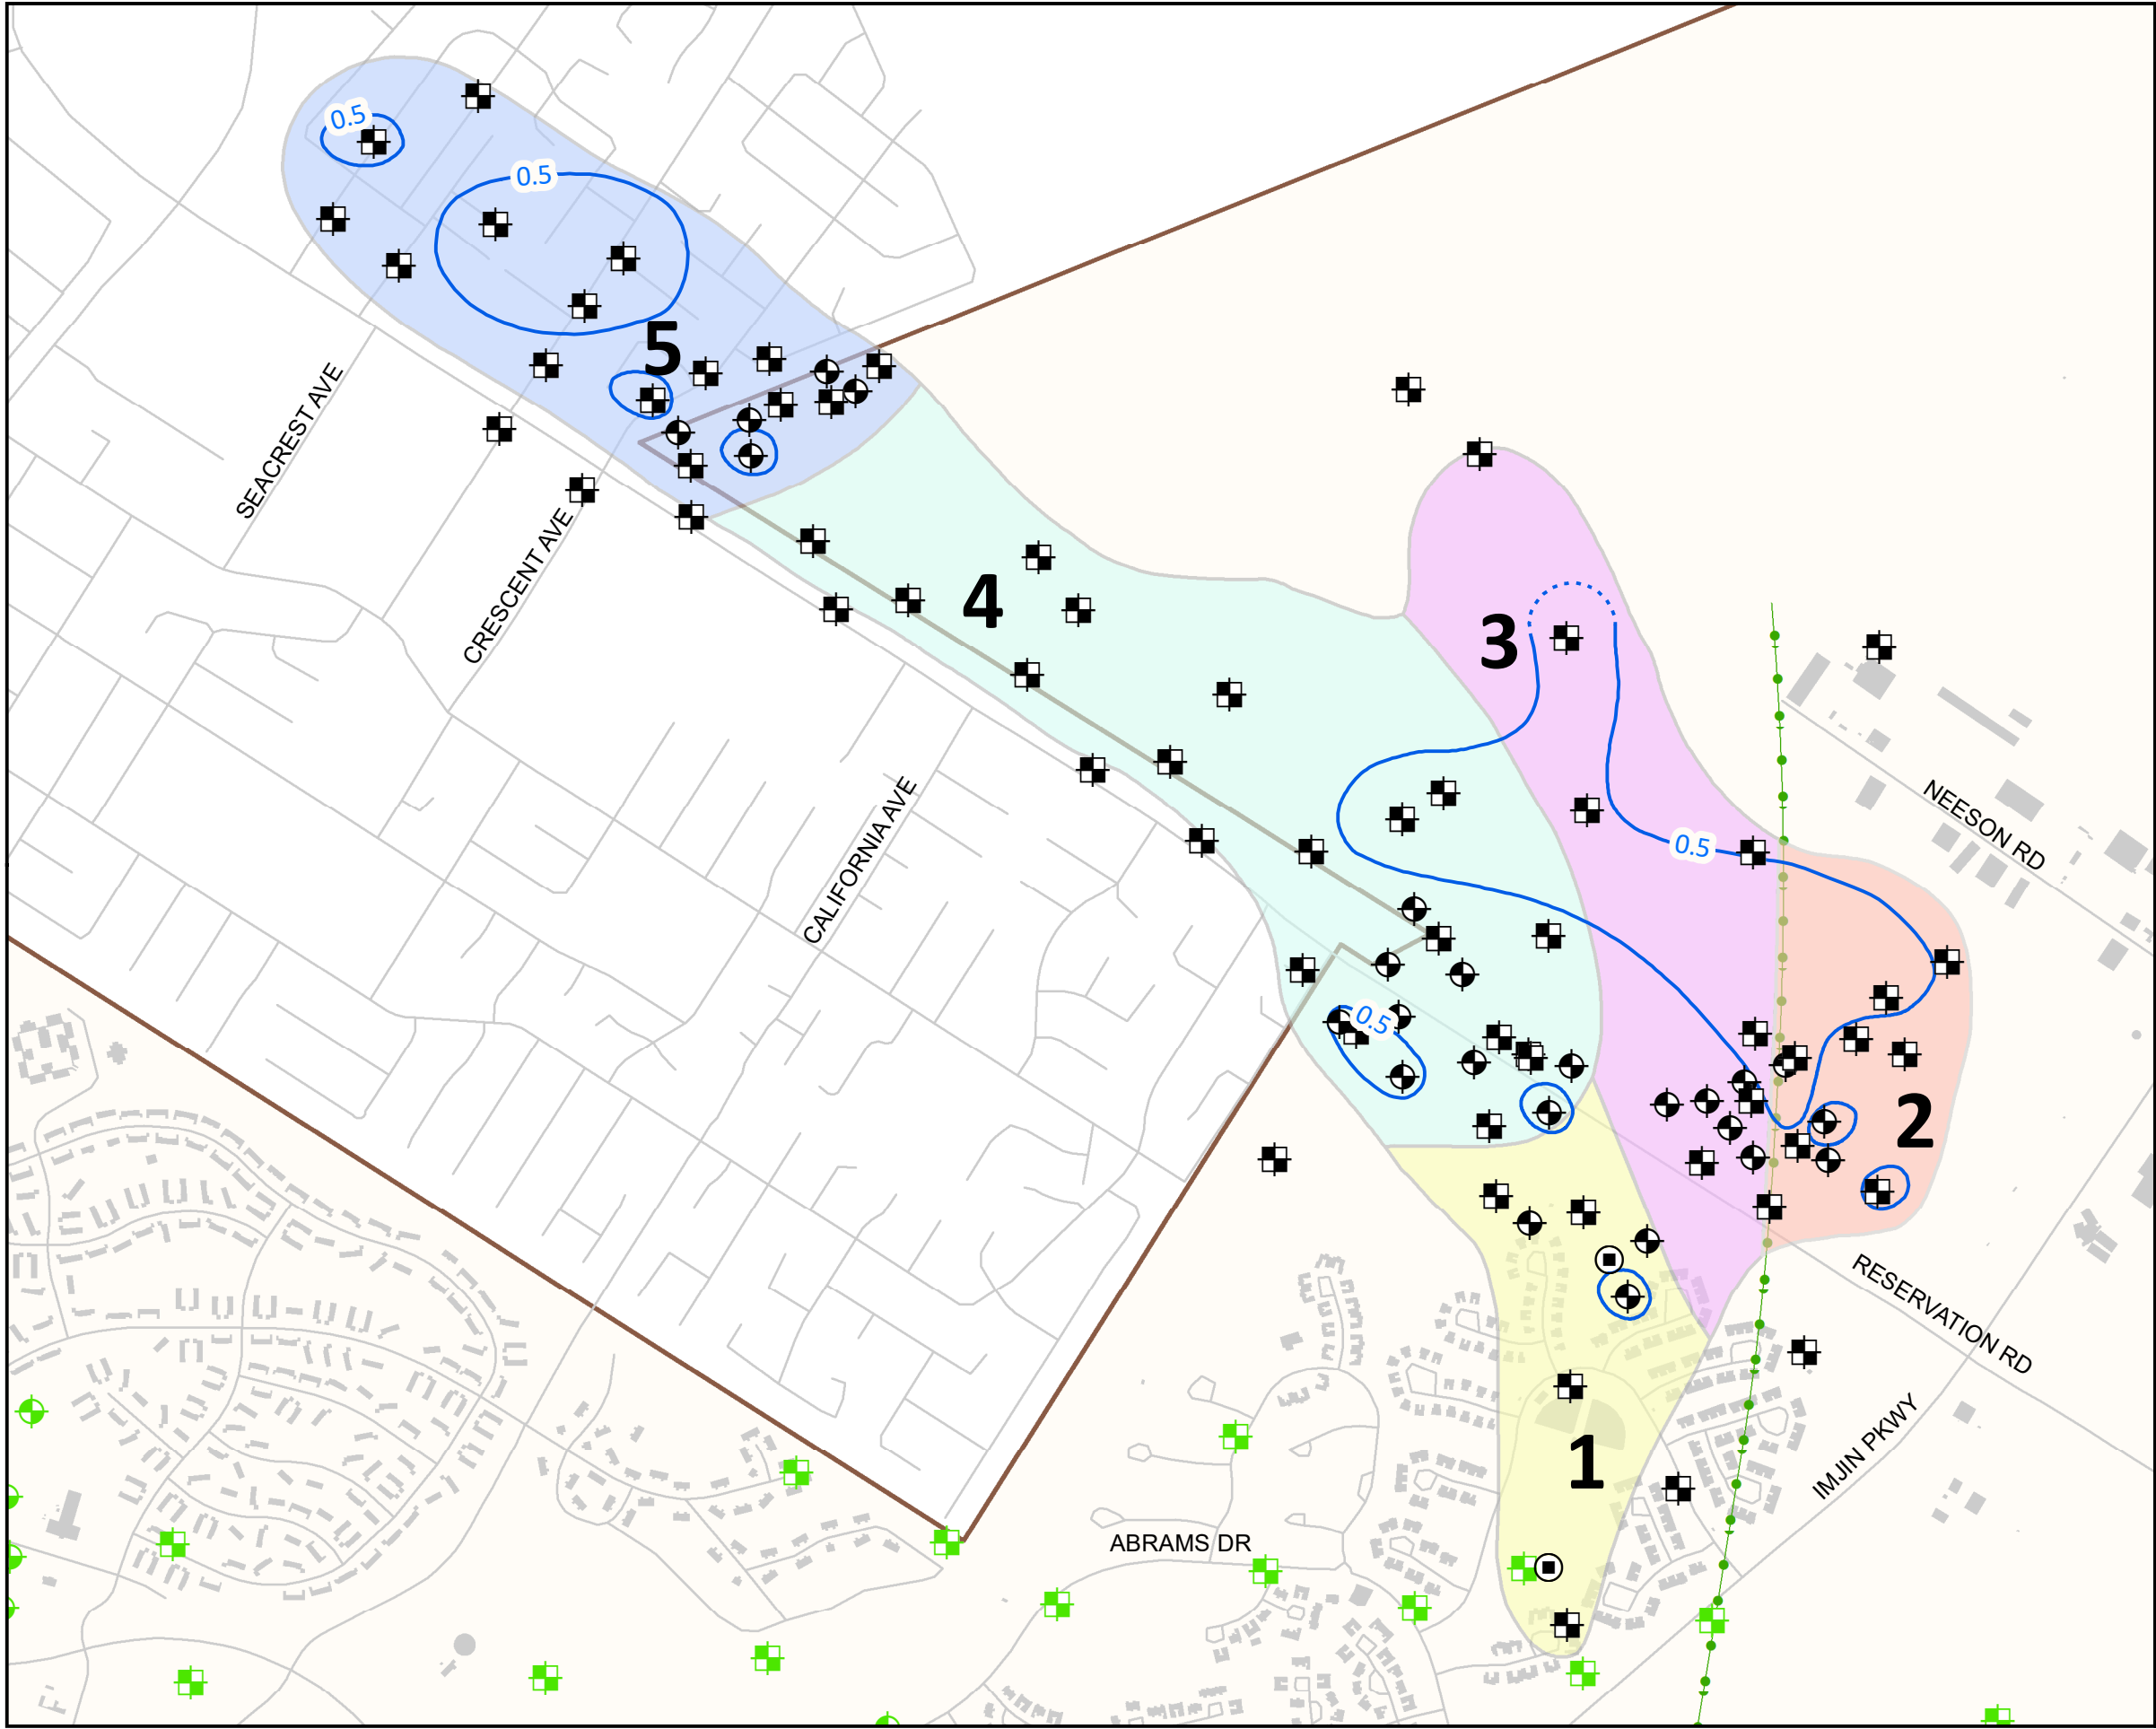 0.5
0.5
5
SEACREST AVE
CRESCENT AVE
4
3
NEESON RD
CALIFORNIA AVE
0.5
0.5
2
RESERVATION RD
IMJIN PKWY
1
ABRAMS DR